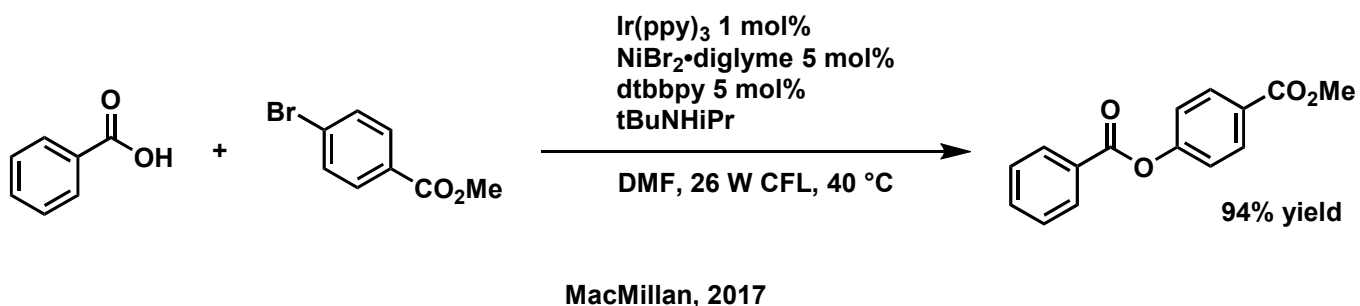 Ir(ppy)3 1 mol%
NiBr2•diglyme 5 mol%
dtbbpy 5 mol%
tBuNHiPr
O
OH
+
Br
CO2Me
DMF, 26 W CFL, 40 °C
O
O
CO2Me
94% yield
MacMillan, 2017